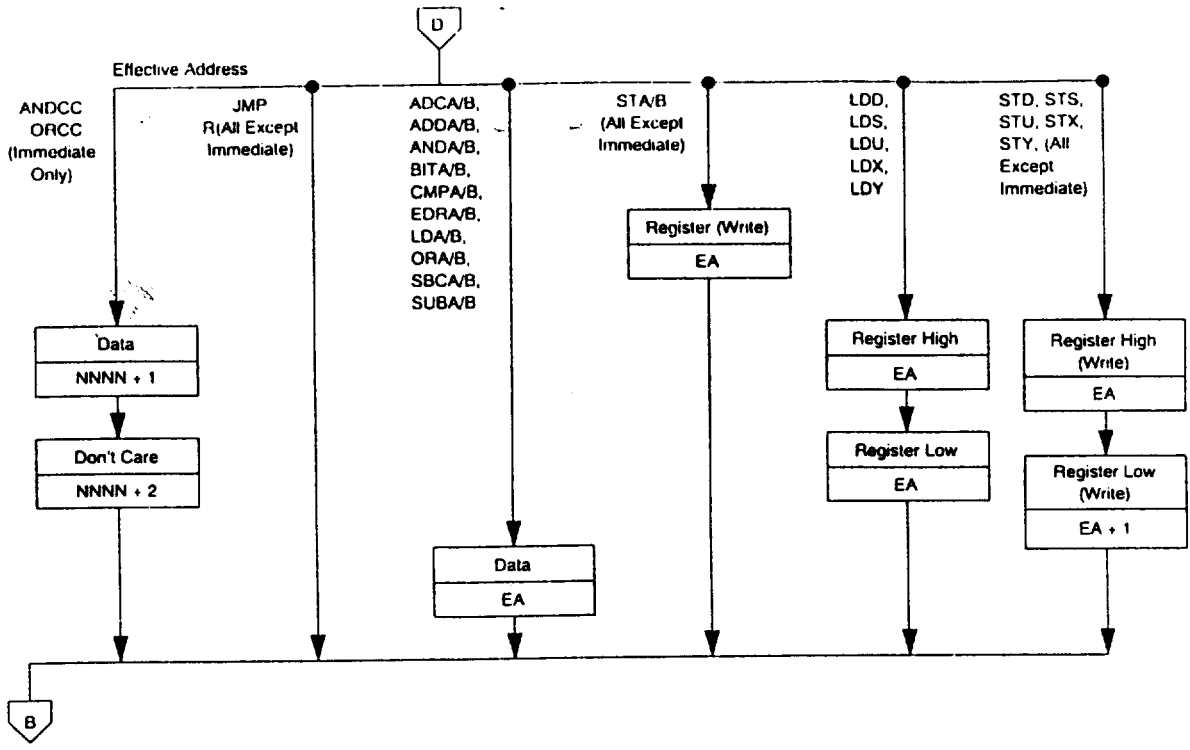 D
Effective Address
ANDCC
ORCC
(Immediate
Only)
JMP
R(All Except
Immediate)
ADCA/B,
ADDA/B,
ANDA/B,
BITA/B,
CMPA/B,
EDRA/B,
LDA/B,
ORA/B,
SBCA/B,
SUBA/B
STA/B
(All Except
Immediate)
LDD,
LDS,
LDU,
LDX,
LDY
STD, STS,
STU, STX,
STY, (All
Except
Immediate)
Data
NNNN + 1
Don't Care
NNNN + 2
Data
EA
Register (Write)
EA
Register High
EA
Register Low
EA
Register High
(Write)
EA
Register Low
(Write)
EA + 1
B